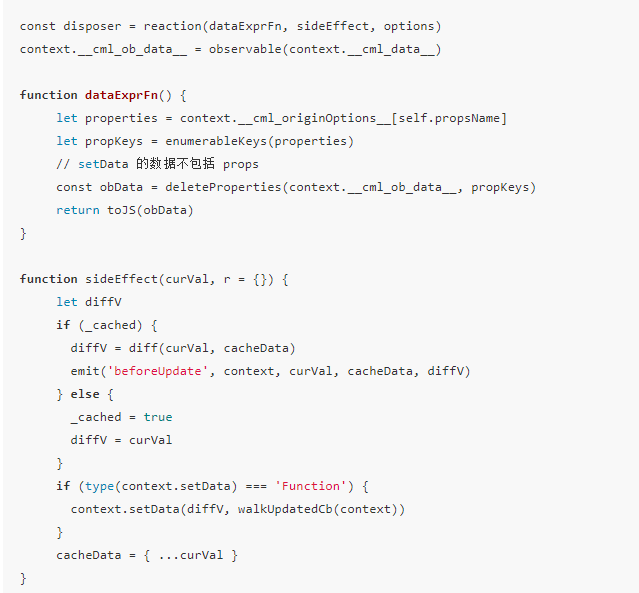 const disposer = reaction(dataExprFn, sideEffect, options)
context.__cml_ob_data__ = observable(context.__cml_data__)

function dataExprFn() {
     let properties = context.__cml_originOptions__[self.propsName]
     let propKeys = enumerableKeys(properties)
     // setData 的数据不包括 props
     const obData = deleteProperties(context.__cml_ob_data__, propKeys)
     return toJS(obData)
}

function sideEffect(curVal, r = {}) {
     let diffV
     if (_cached) {
       diffV = diff(curVal, cacheData)
       emit('beforeUpdate', context, curVal, cacheData, diffV)
     } else {
       _cached = true
       diffV = curVal
     }
     if (type(context.setData) === 'Function') {
       context.setData(diffV, walkUpdatedCb(context))
     }
     cacheData = { ...curVal }
}